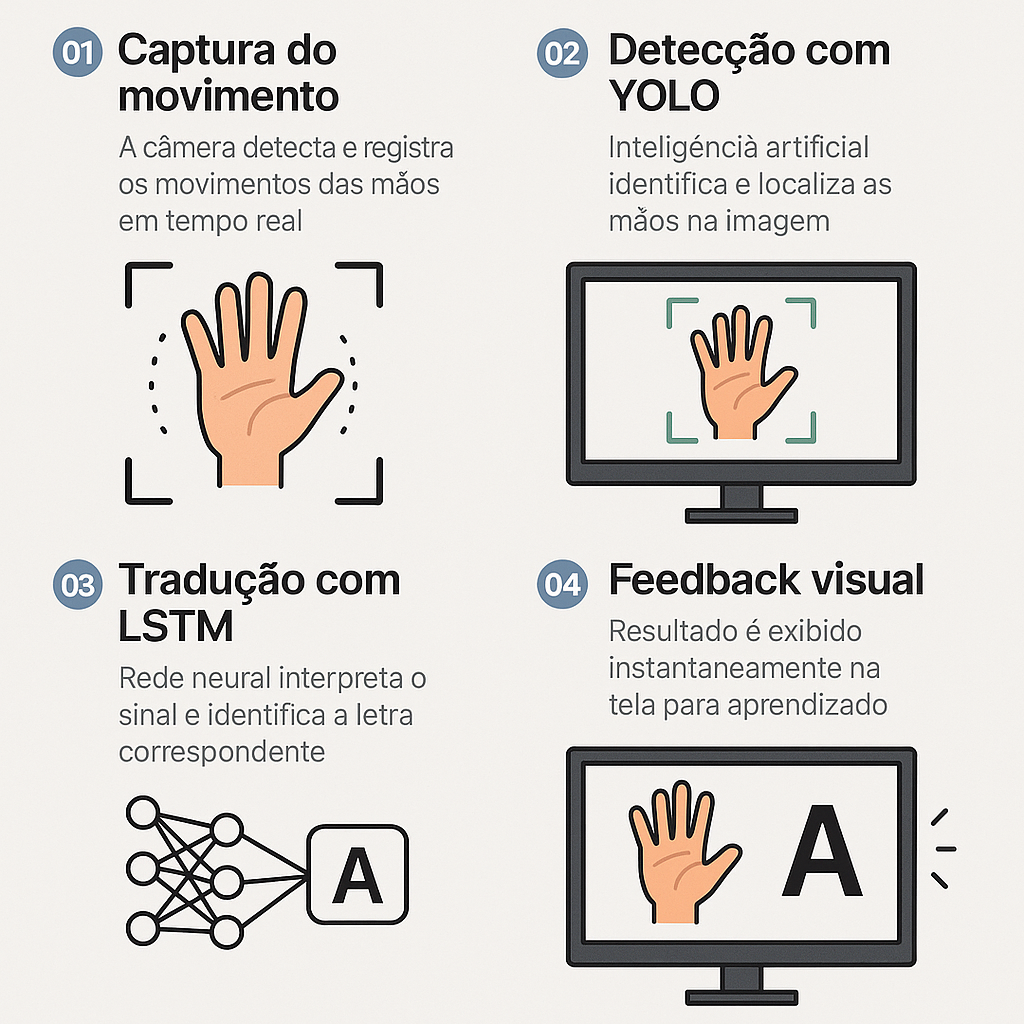 01 Captura do
movimento
A câmera detecta e registra
os movimentos das mãos
em tempo real
02 Detecção com
YOLO
Inteligéncià artificial
identifica e localiza as
mãos na imagem
03 Tradução com
LSTM
Rede neural interpreta o
sinal e identifica a letra
correspondente
A
04 Feedback visual
Resultado é exibido
instantaneamente na
tela para aprendizado
A